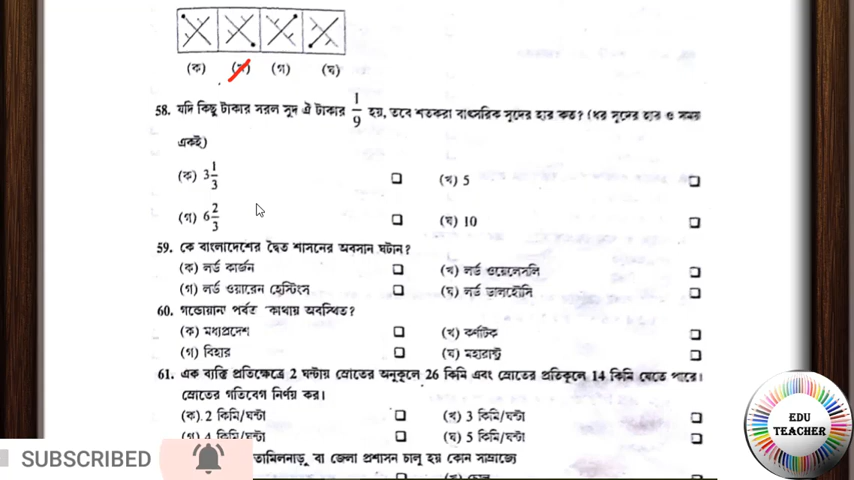 (ক) (গ) (ঘ)
58. যদি কিছু টাকার সরল সুদ ঐ টাকার 1/9 হয়, তবে শতকরা বাৎসরিক সুদের হার কত? (ধর সুদের হার ও সময়
একই)
(ক) 3 1/3 (খ) 5
(গ) 6 2/3 (ঘ) 10
59. কে বাংলাদেশের দ্বৈত শাসনের অবসান ঘটান?
(ক) লর্ড কার্জন (খ) লর্ড ওয়েলেসলি
(গ) লর্ড ওয়ারেন হেস্টিংস (ঘ) লর্ড ডালহৌসি
60. গন্ডোয়ানা পর্বত কোথায় অবস্থিত?
(ক) মধ্যপ্রদেশ (খ) কর্ণাটক
(গ) বিহার (ঘ) মহারাষ্ট্র
61. এক ব্যক্তি প্রতিক্ষেত্রে 2 ঘন্টায় স্রোতের অনুকূলে 26 কিমি এবং স্রোতের প্রতিকূলে 14 কিমি যেতে পারে।
স্রোতের গতিবেগ নির্ণয় কর।
(ক) 2 কিমি/ঘন্টা (খ) 3 কিমি/ঘন্টা
(গ) 4 কিমি/ঘন্টা (ঘ) 5 কিমি/ঘন্টা
তামিলনাড়ু বা জেলা প্রশাসন চালু হয় কোন সাম্রাজ্যে
SUBSCRIBED
EDU
TEACHER